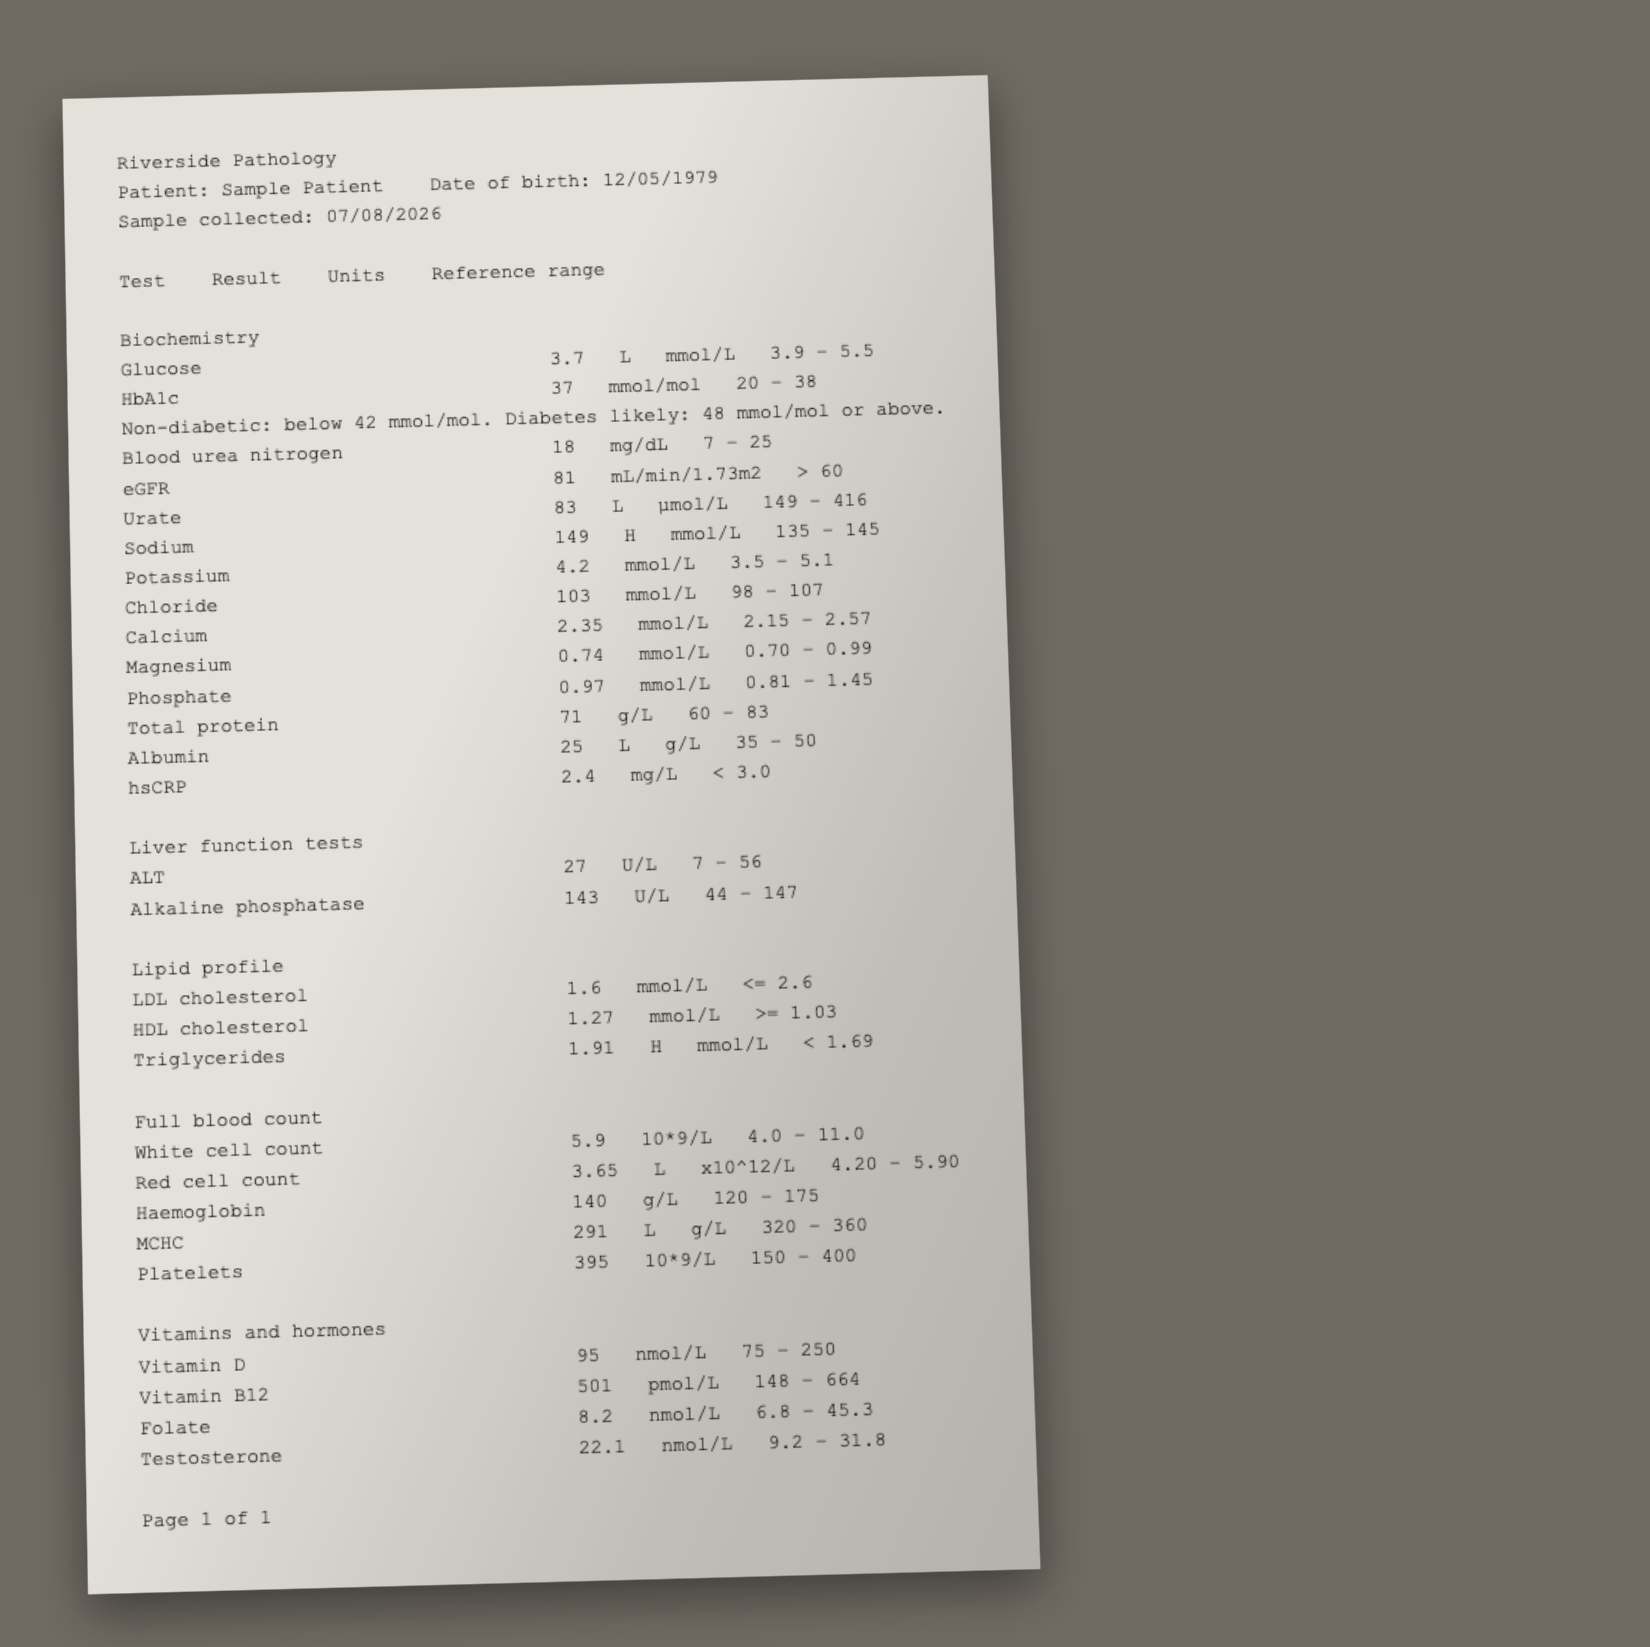 Riverside Pathology
Patient: Sample Patient    Date of birth: 12/05/1979
Sample collected: 07/08/2026
Test    Result    Units    Reference range
Biochemistry
Glucose    3.7    L    mmol/L    3.9 – 5.5
HbA1c    37    mmol/mol    20 – 38
Non-diabetic: below 42 mmol/mol. Diabetes likely: 48 mmol/mol or above.
Blood urea nitrogen    18    mg/dL    7 – 25
eGFR    81    mL/min/1.73m2    > 60
Urate    83    L    µmol/L    149 – 416
Sodium    149    H    mmol/L    135 – 145
Potassium    4.2    mmol/L    3.5 – 5.1
Chloride    103    mmol/L    98 – 107
Calcium    2.35    mmol/L    2.15 – 2.57
Magnesium    0.74    mmol/L    0.70 – 0.99
Phosphate    0.97    mmol/L    0.81 – 1.45
Total protein    71    g/L    60 – 83
Albumin    25    L    g/L    35 – 50
hsCRP    2.4    mg/L    < 3.0
Liver function tests
ALT    27    U/L    7 – 56
Alkaline phosphatase    143    U/L    44 – 147
Lipid profile
LDL cholesterol    1.6    mmol/L    <= 2.6
HDL cholesterol    1.27    mmol/L    >= 1.03
Triglycerides    1.91    H    mmol/L    < 1.69
Full blood count
White cell count    5.9    10*9/L    4.0 – 11.0
Red cell count    3.65    L    x10^12/L    4.20 – 5.90
Haemoglobin    140    g/L    120 – 175
MCHC    291    L    g/L    320 – 360
Platelets    395    10*9/L    150 – 400
Vitamins and hormones
Vitamin D    95    nmol/L    75 – 250
Vitamin B12    501    pmol/L    148 – 664
Folate    8.2    nmol/L    6.8 – 45.3
Testosterone    22.1    nmol/L    9.2 – 31.8
Page 1 of 1